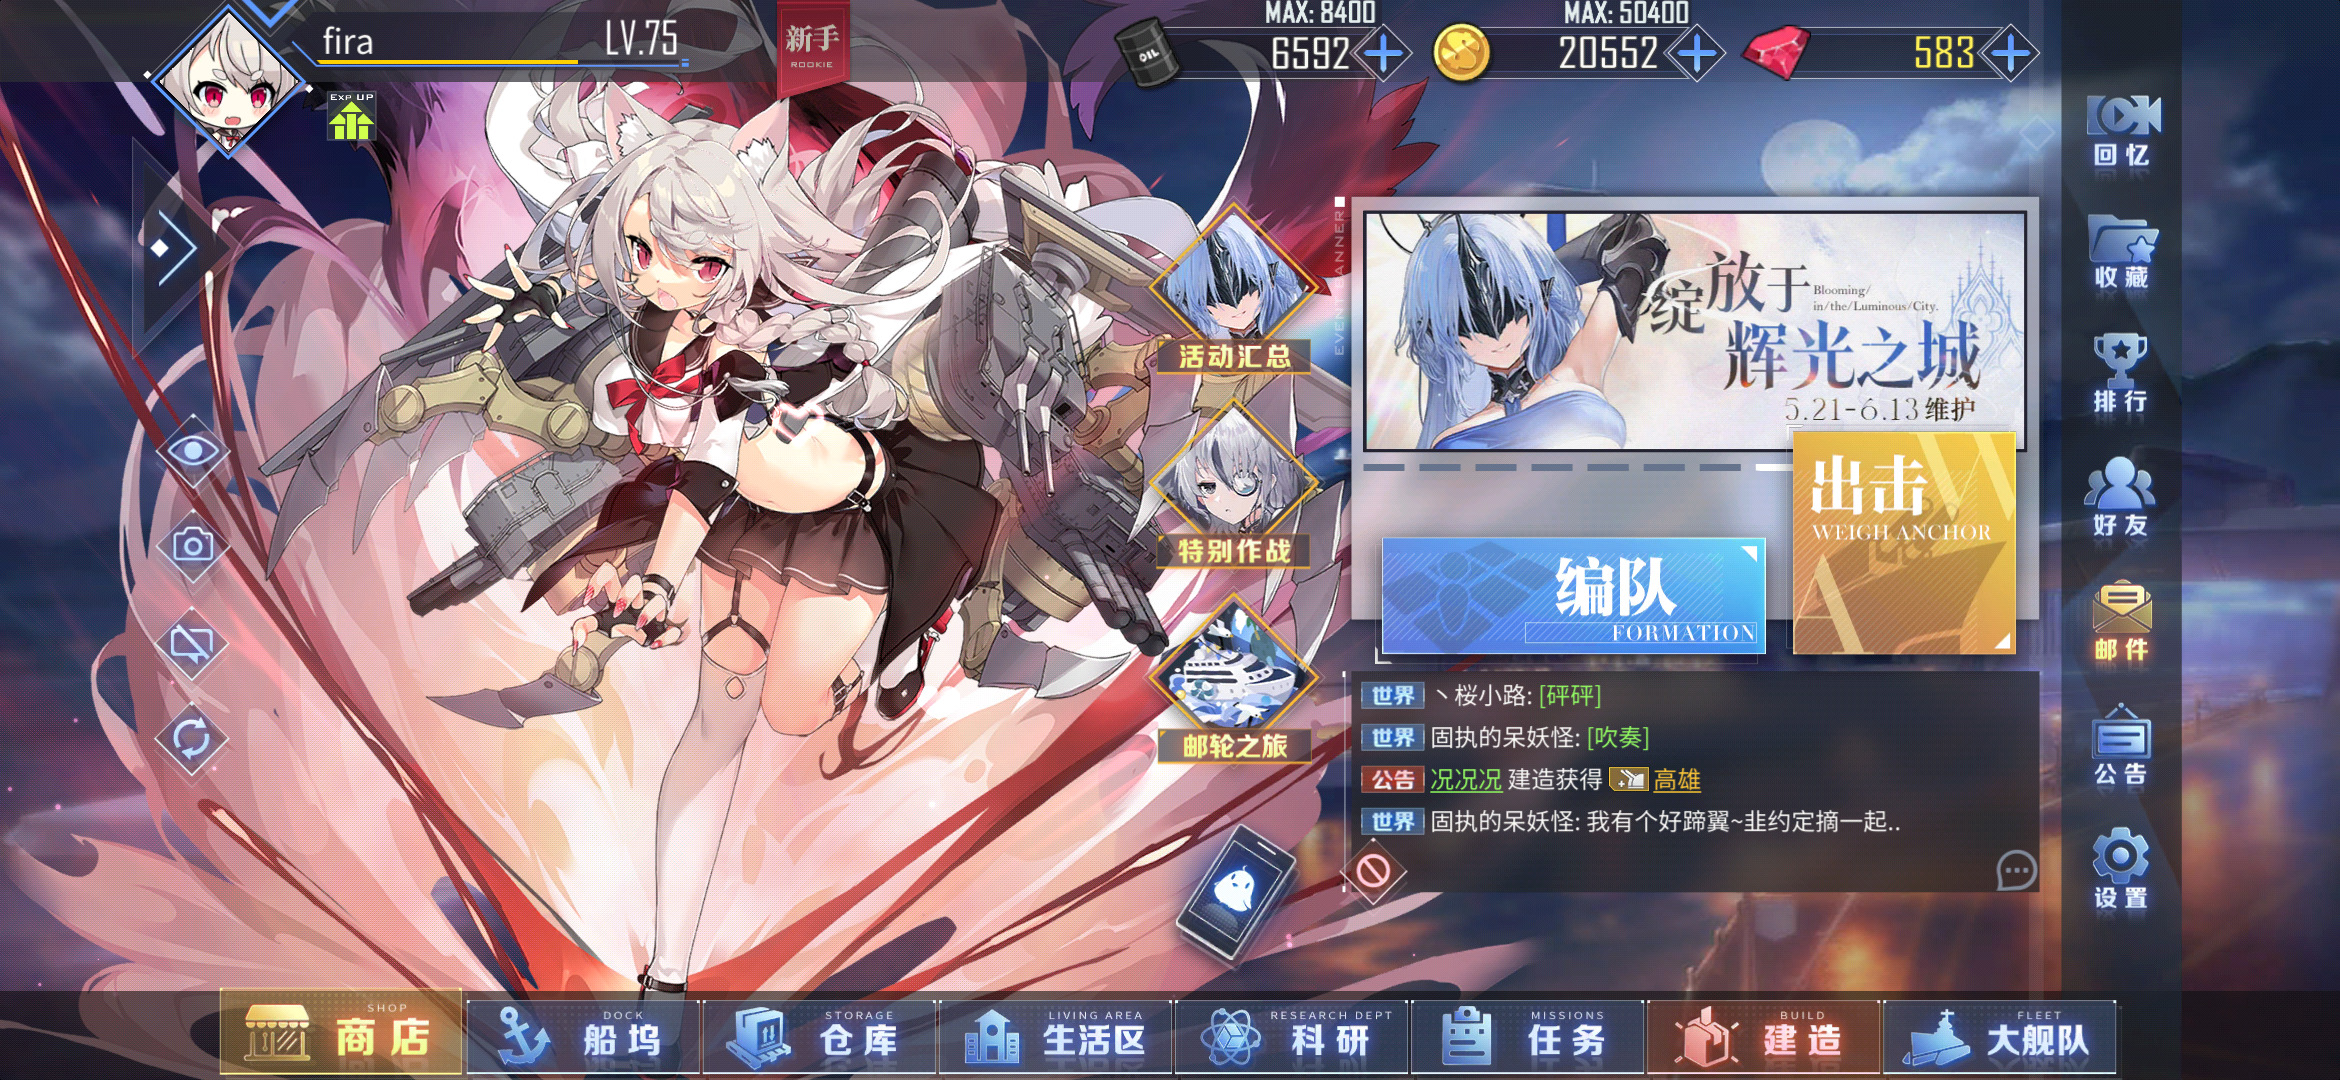 fira
LV.75
新手
ROOKIE
EXP UP
OIL
MAX: 8400
6592
MAX: 50400
20552
583
回忆
收藏
排行
好友
邮件
公告
设置
活动汇总
特别作战
邮轮之旅
EVENT BANNER
绽放于
Blooming/
in/the/Luminous/City.
辉光之城
5.21-6.13维护
出击
WEIGH ANCHOR
编队
FORMATION
世界 丶桜小路: [砰砰]
世界 固执的呆妖怪: [吹奏]
公告 况况况 建造获得 高雄
世界 固执的呆妖怪: 我有个好蹄翼~韭约定摘一起..
SHOP
商店
DOCK
船坞
STORAGE
仓库
LIVING AREA
生活区
RESEARCH DEPT
科研
MISSIONS
任务
BUILD
建造
FLEET
大舰队